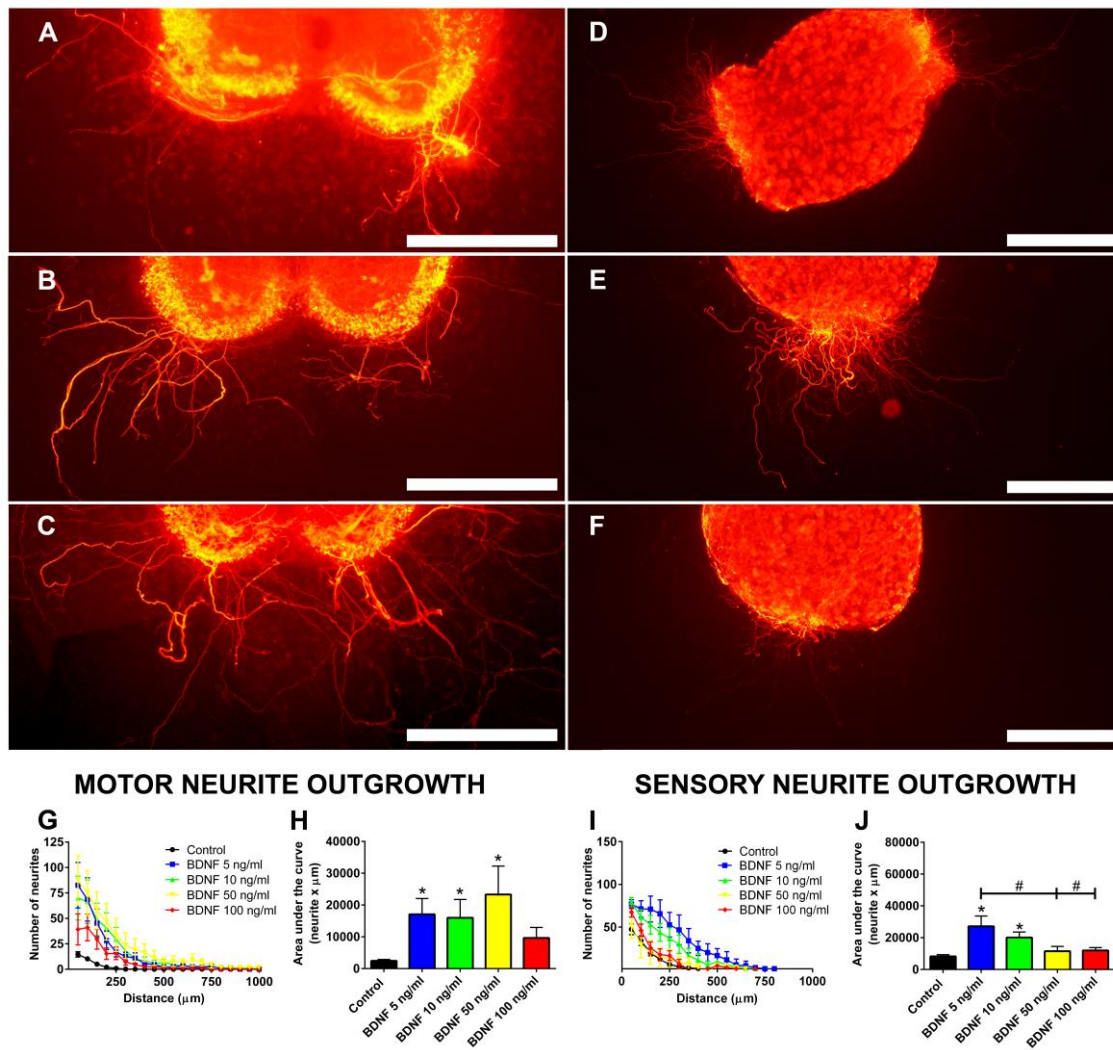 A
D
B
E
C
F
MOTOR NEURITE OUTGROWTH
SENSORY NEURITE OUTGROWTH
G
Number of neurites
125
100
75
50
25
0
0
250
500
750
1000
Distance (μm)
Control
BDNF 5 ng/ml
BDNF 10 ng/ml
BDNF 50 ng/ml
BDNF 100 ng/ml
H
Area under the curve
(neurite x μm)
40000
30000
20000
10000
0
*
*
*
Control
BDNF 5 ng/ml
BDNF 10 ng/ml
BDNF 50 ng/ml
BDNF 100 ng/ml
I
Number of neurites
150
100
50
0
200
400
600
800
1000
Distance (μm)
Control
BDNF 5 ng/ml
BDNF 10 ng/ml
BDNF 50 ng/ml
BDNF 100 ng/ml
J
Area under the curve
(neurite x μm)
80000
60000
40000
20000
0
#
#
*
*
Control
BDNF 5 ng/ml
BDNF 10 ng/ml
BDNF 50 ng/ml
BDNF 100 ng/ml